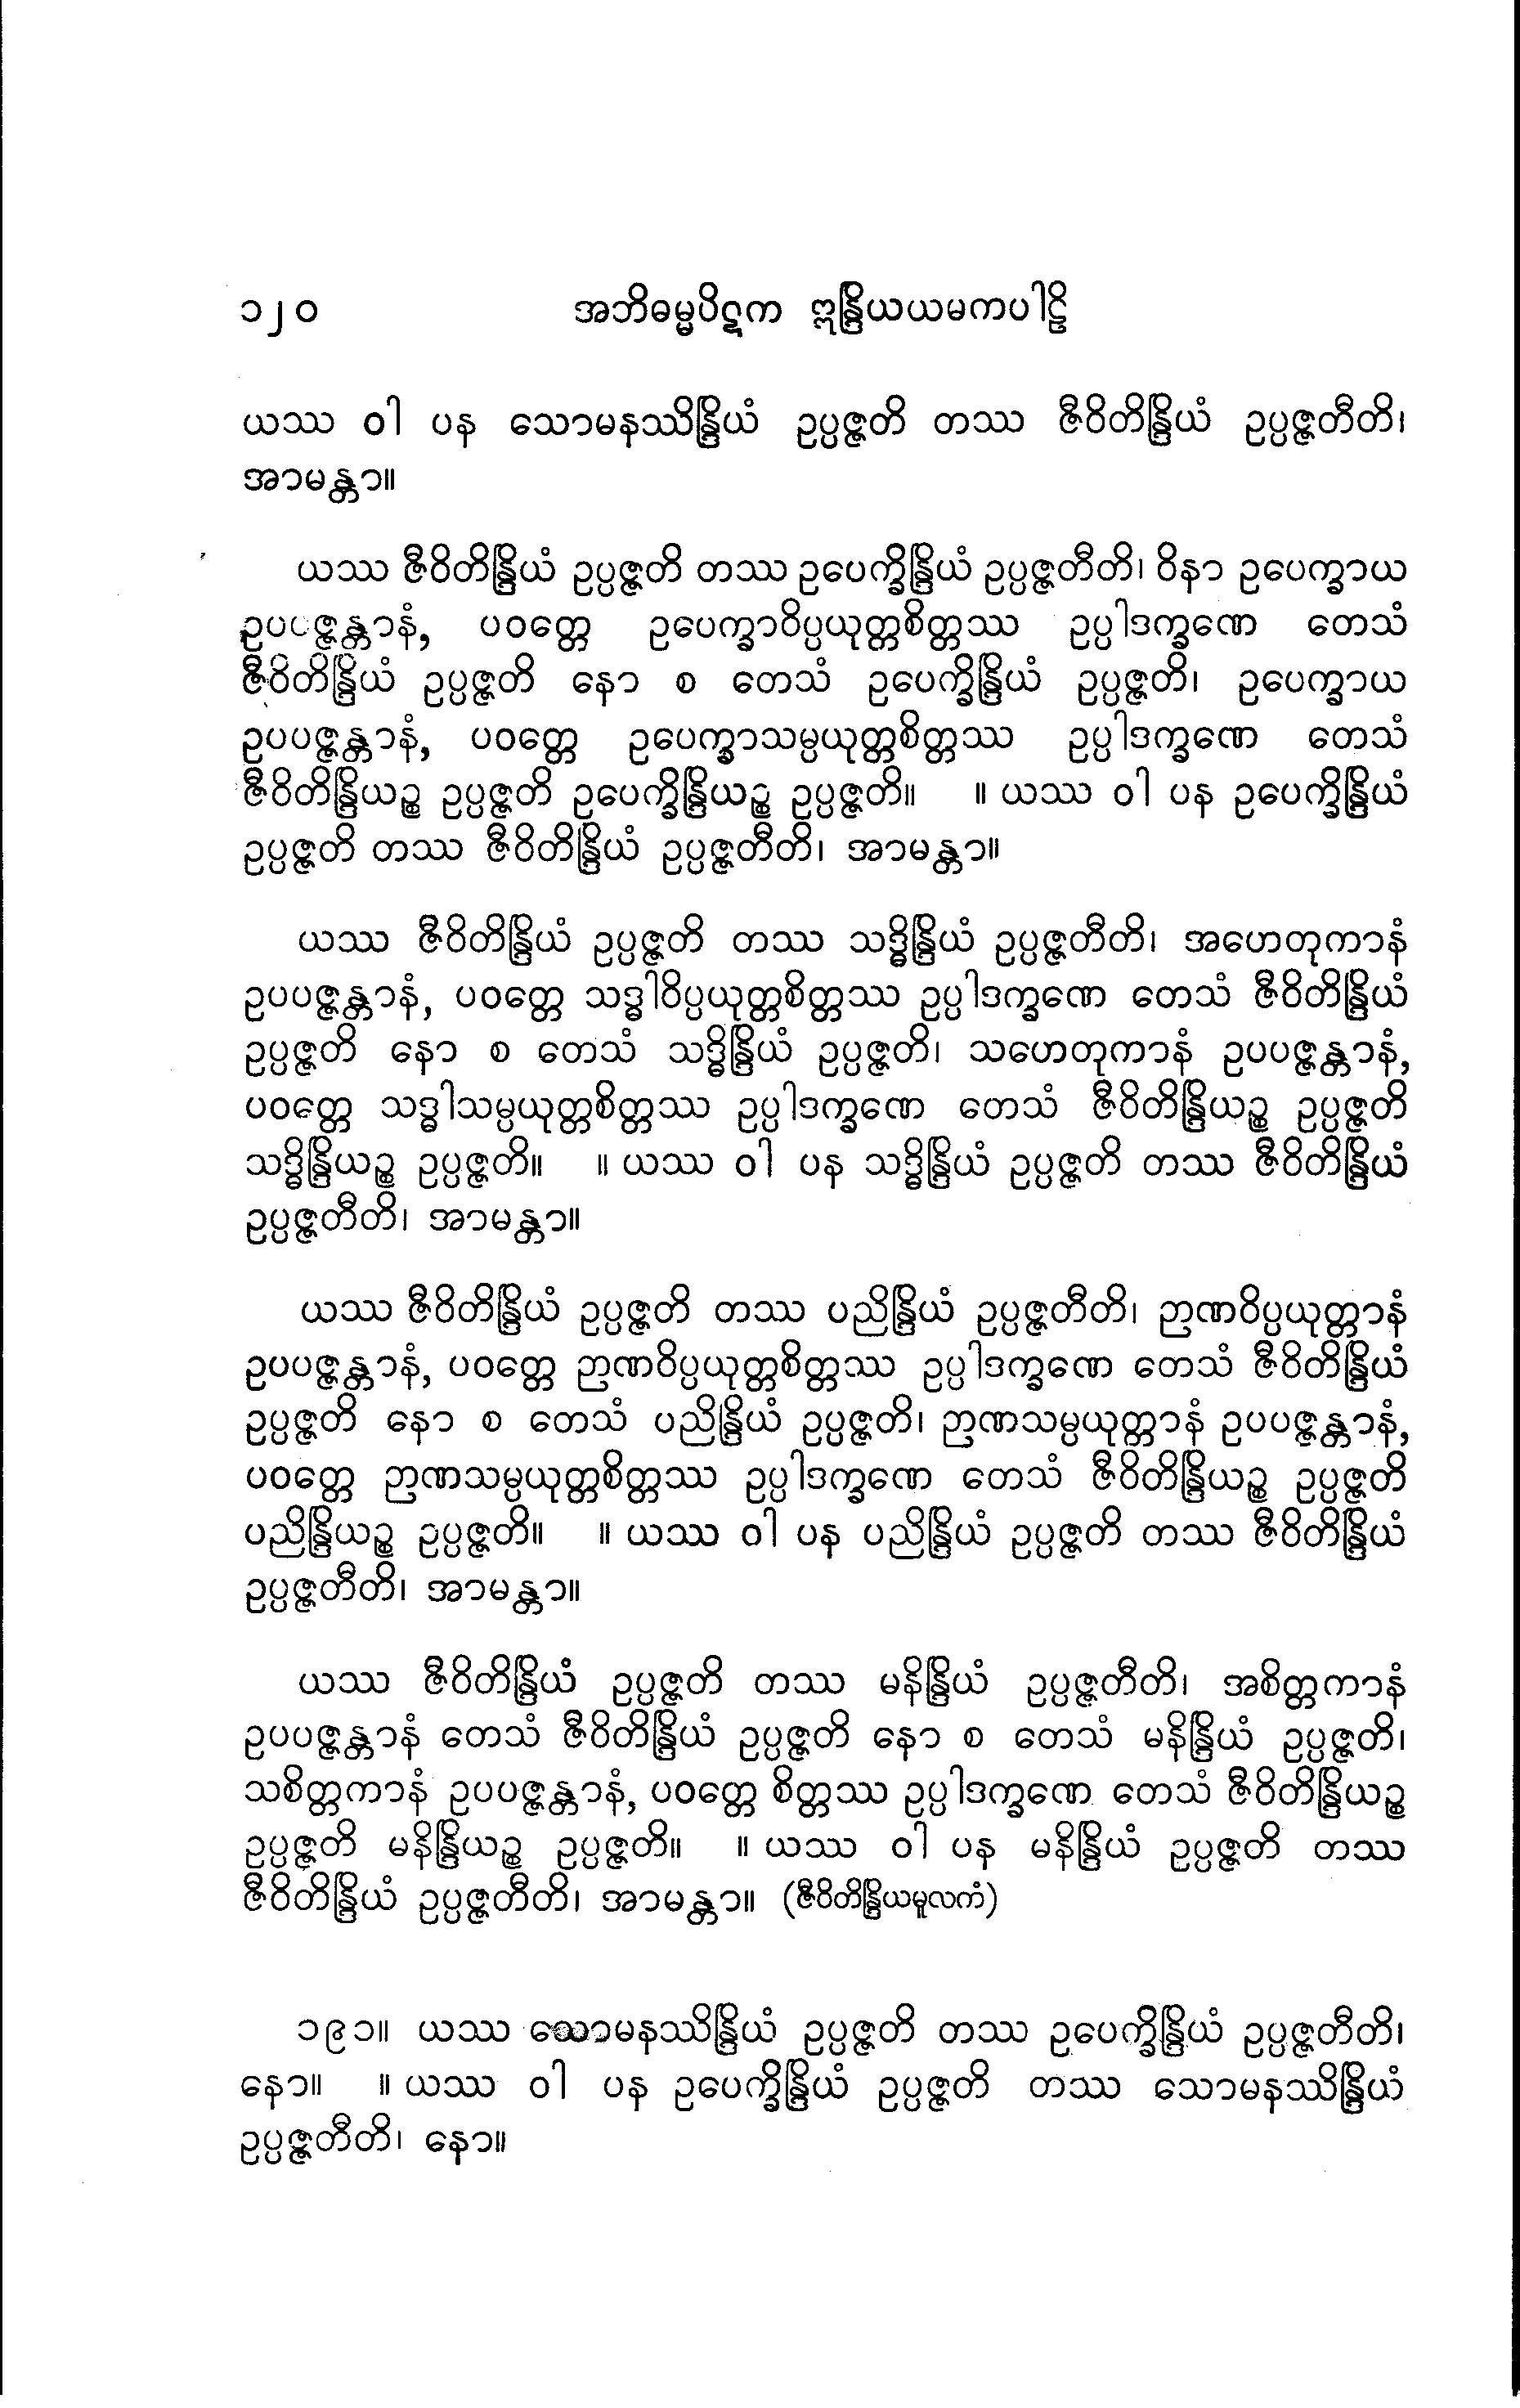 ၁၂၀ အဘိဓမ္မပိဋက ဣန္ဒြိယယမကပါဠိ
ယဿ ဝါ ပန သောမနဿိန္ဒြိယံ ဥပ္ပဇ္ဇတိ တဿ ဇီဝိတိန္ဒြိယံ ဥပ္ပဇ္ဇတီတိ၊
အာမန္တာ။
ယဿ ဇီဝိတိန္ဒြိယံ ဥပ္ပဇ္ဇတိ တဿ ဥပေက္ခိန္ဒြိယံ ဥပ္ပဇ္ဇတီတိ၊ ဝိနာ ဥပေက္ခာယ
ဥပပဇ္ဇန္တာနံ, ပဝတ္တေ ဥပေက္ခာဝိပ္ပယုတ္တစိတ္တဿ ဥပ္ပါဒက္ခဏေ တေသံ
ဇီဝိတိန္ဒြိယံ ဥပ္ပဇ္ဇတိ နော စ တေသံ ဥပေက္ခိန္ဒြိယံ ဥပ္ပဇ္ဇတိ၊ ဥပေက္ခာယ
ဥပပဇ္ဇန္တာနံ, ပဝတ္တေ ဥပေက္ခာသမ္ပယုတ္တစိတ္တဿ ဥပ္ပါဒက္ခဏေ တေသံ
ဇီဝိတိန္ဒြိယဉ္စ ဥပ္ပဇ္ဇတိ ဥပေက္ခိန္ဒြိယဉ္စ ဥပ္ပဇ္ဇတိ။ ။ ယဿ ဝါ ပန ဥပေက္ခိန္ဒြိယံ
ဥပ္ပဇ္ဇတိ တဿ ဇီဝိတိန္ဒြိယံ ဥပ္ပဇ္ဇတီတိ၊ အာမန္တာ။
ယဿ ဇီဝိတိန္ဒြိယံ ဥပ္ပဇ္ဇတိ တဿ သဒ္ဓိန္ဒြိယံ ဥပ္ပဇ္ဇတီတိ၊ အဟေတုကာနံ
ဥပပဇ္ဇန္တာနံ, ပဝတ္တေ သဒ္ဓါဝိပ္ပယုတ္တစိတ္တဿ ဥပ္ပါဒက္ခဏေ တေသံ ဇီဝိတိန္ဒြိယံ
ဥပ္ပဇ္ဇတိ နော စ တေသံ သဒ္ဓိန္ဒြိယံ ဥပ္ပဇ္ဇတိ၊ သဟေတုကာနံ ဥပပဇ္ဇန္တာနံ,
ပဝတ္တေ သဒ္ဓါသမ္ပယုတ္တစိတ္တဿ ဥပ္ပါဒက္ခဏေ တေသံ ဇီဝိတိန္ဒြိယဉ္စ ဥပ္ပဇ္ဇတိ
သဒ္ဓိန္ဒြိယဉ္စ ဥပ္ပဇ္ဇတိ။ ။ ယဿ ဝါ ပန သဒ္ဓိန္ဒြိယံ ဥပ္ပဇ္ဇတိ တဿ ဇီဝိတိန္ဒြိယံ
ဥပ္ပဇ္ဇတီတိ၊ အာမန္တာ။
ယဿ ဇီဝိတိန္ဒြိယံ ဥပ္ပဇ္ဇတိ တဿ ပညိန္ဒြိယံ ဥပ္ပဇ္ဇတီတိ၊ ဉာဏဝိပ္ပယုတ္တာနံ
ဥပပဇ္ဇန္တာနံ, ပဝတ္တေ ဉာဏဝိပ္ပယုတ္တစိတ္တဿ ဥပ္ပါဒက္ခဏေ တေသံ ဇီဝိတိန္ဒြိယံ
ဥပ္ပဇ္ဇတိ နော စ တေသံ ပညိန္ဒြိယံ ဥပ္ပဇ္ဇတိ၊ ဉာဏသမ္ပယုတ္တာနံ ဥပပဇ္ဇန္တာနံ,
ပဝတ္တေ ဉာဏသမ္ပယုတ္တစိတ္တဿ ဥပ္ပါဒက္ခဏေ တေသံ ဇီဝိတိန္ဒြိယဉ္စ ဥပ္ပဇ္ဇတိ
ပညိန္ဒြိယဉ္စ ဥပ္ပဇ္ဇတိ။ ။ ယဿ ဝါ ပန ပညိန္ဒြိယံ ဥပ္ပဇ္ဇတိ တဿ ဇီဝိတိန္ဒြိယံ
ဥပ္ပဇ္ဇတီတိ၊ အာမန္တာ။
ယဿ ဇီဝိတိန္ဒြိယံ ဥပ္ပဇ္ဇတိ တဿ မနိန္ဒြိယံ ဥပ္ပဇ္ဇတီတိ၊ အစိတ္တကာနံ
ဥပပဇ္ဇန္တာနံ တေသံ ဇီဝိတိန္ဒြိယံ ဥပ္ပဇ္ဇတိ နော စ တေသံ မနိန္ဒြိယံ ဥပ္ပဇ္ဇတိ၊
သစိတ္တကာနံ ဥပပဇ္ဇန္တာနံ, ပဝတ္တေ စိတ္တဿ ဥပ္ပါဒက္ခဏေ တေသံ ဇီဝိတိန္ဒြိယဉ္စ
ဥပ္ပဇ္ဇတိ မနိန္ဒြိယဉ္စ ဥပ္ပဇ္ဇတိ။ ။ ယဿ ဝါ ပန မနိန္ဒြိယံ ဥပ္ပဇ္ဇတိ တဿ
ဇီဝိတိန္ဒြိယံ ဥပ္ပဇ္ဇတီတိ၊ အာမန္တာ။ (ဇီဝိတိန္ဒြိယမူလကံ)
၁၉၁။ ယဿ သောမနဿိန္ဒြိယံ ဥပ္ပဇ္ဇတိ တဿ ဥပေက္ခိန္ဒြိယံ ဥပ္ပဇ္ဇတီတိ၊
နော။ ။ ယဿ ဝါ ပန ဥပေက္ခိန္ဒြိယံ ဥပ္ပဇ္ဇတိ တဿ သောမနဿိန္ဒြိယံ
ဥပ္ပဇ္ဇတီတိ၊ နော။